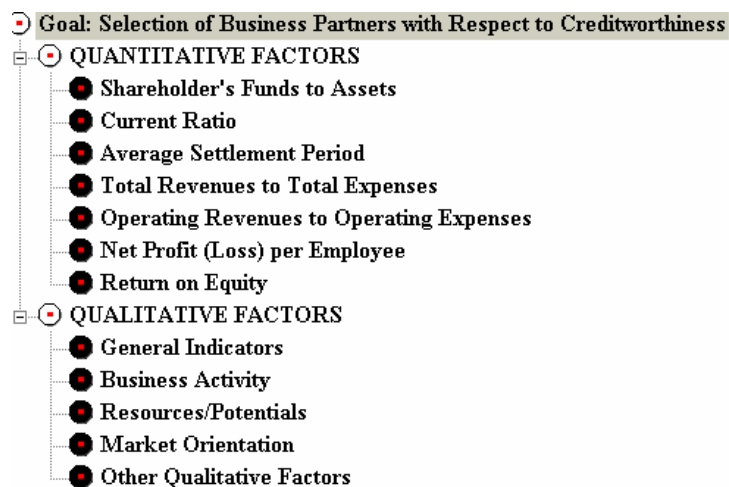 Goal: Selection of Business Partners with Respect to Creditworthiness
QUANTITATIVE FACTORS
Shareholder's Funds to Assets
Current Ratio
Average Settlement Period
Total Revenues to Total Expenses
Operating Revenues to Operating Expenses
Net Profit (Loss) per Employee
Return on Equity
QUALITATIVE FACTORS
General Indicators
Business Activity
Resources/Potentials
Market Orientation
Other Qualitative Factors